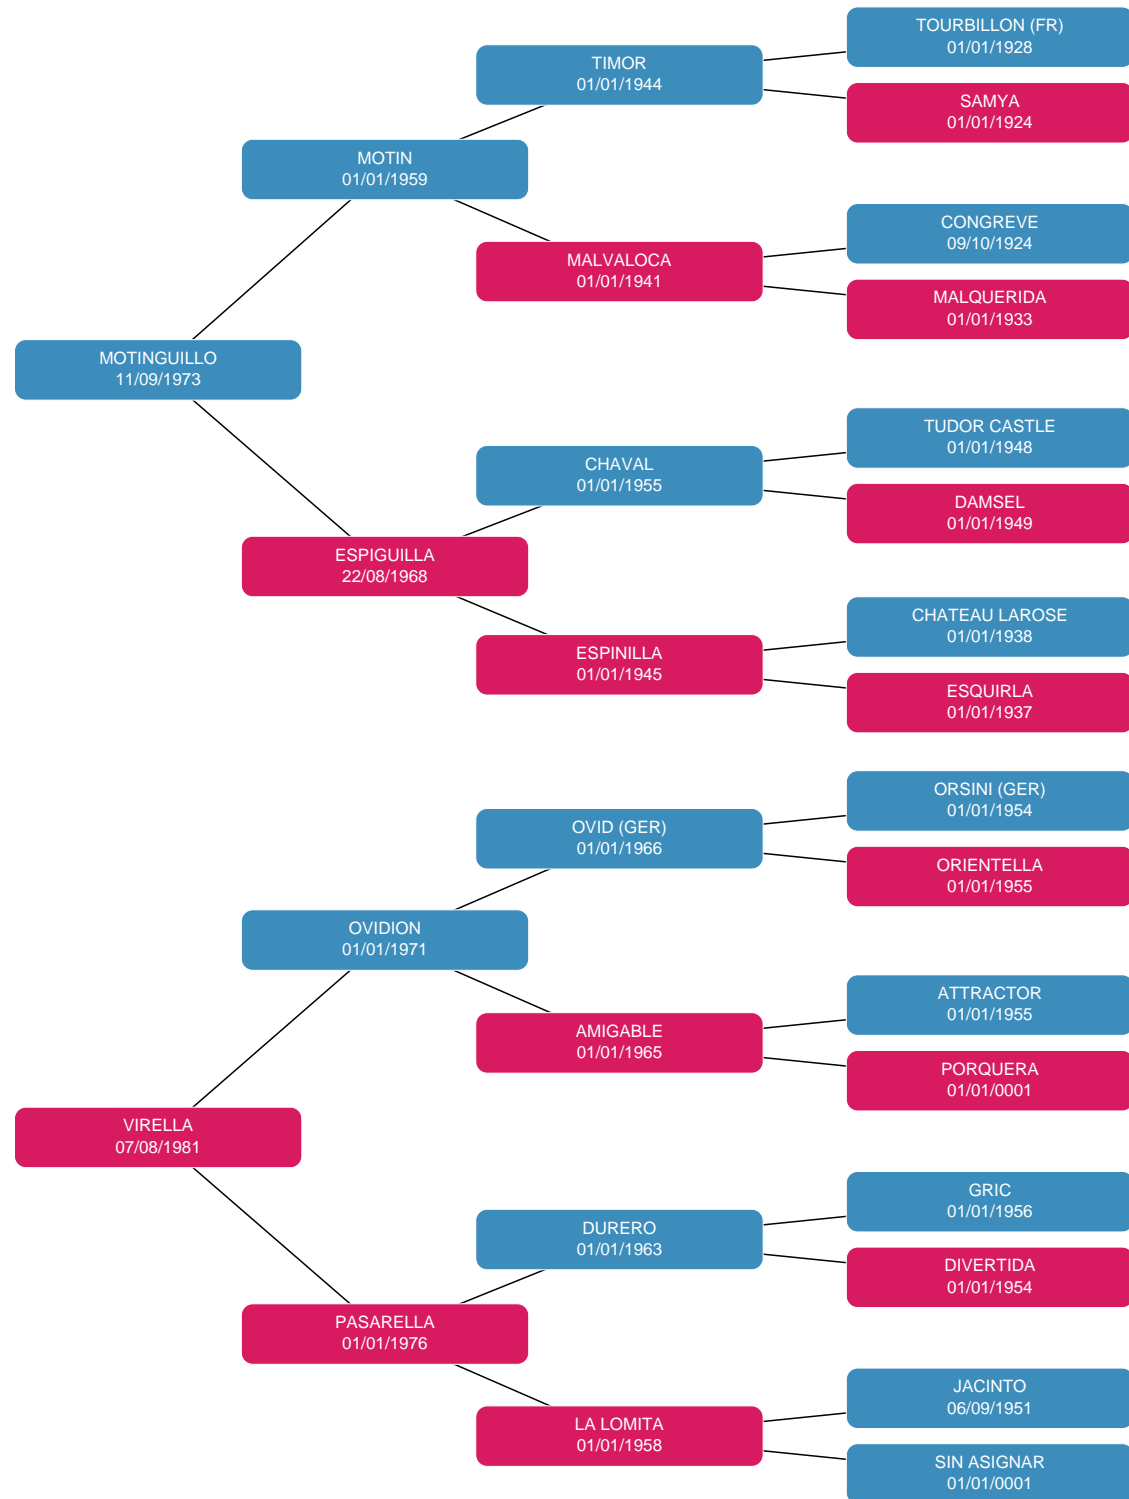 TOURBILLON (FR)
01/01/1928
TIMOR
01/01/1944
SAMYA
01/01/1924
MOTIN
01/01/1959
CONGREVE
09/10/1924
MALVALOCA
01/01/1941
MALQUERIDA
01/01/1933
MOTINGUILLO
11/09/1973
TUDOR CASTLE
01/01/1948
CHAVAL
01/01/1955
DAMSEL
01/01/1949
ESPIGUILLA
22/08/1968
CHATEAU LAROSE
01/01/1938
ESPINILLA
01/01/1945
ESQUIRLA
01/01/1937
ORSINI (GER)
01/01/1954
OVID (GER)
01/01/1966
ORIENTELLA
01/01/1955
OVIDION
01/01/1971
ATTRACTOR
01/01/1955
AMIGABLE
01/01/1965
PORQUERA
01/01/0001
VIRELLA
07/08/1981
GRIC
01/01/1956
DURERO
01/01/1963
DIVERTIDA
01/01/1954
PASARELLA
01/01/1976
JACINTO
06/09/1951
LA LOMITA
01/01/1958
SIN ASIGNAR
01/01/0001